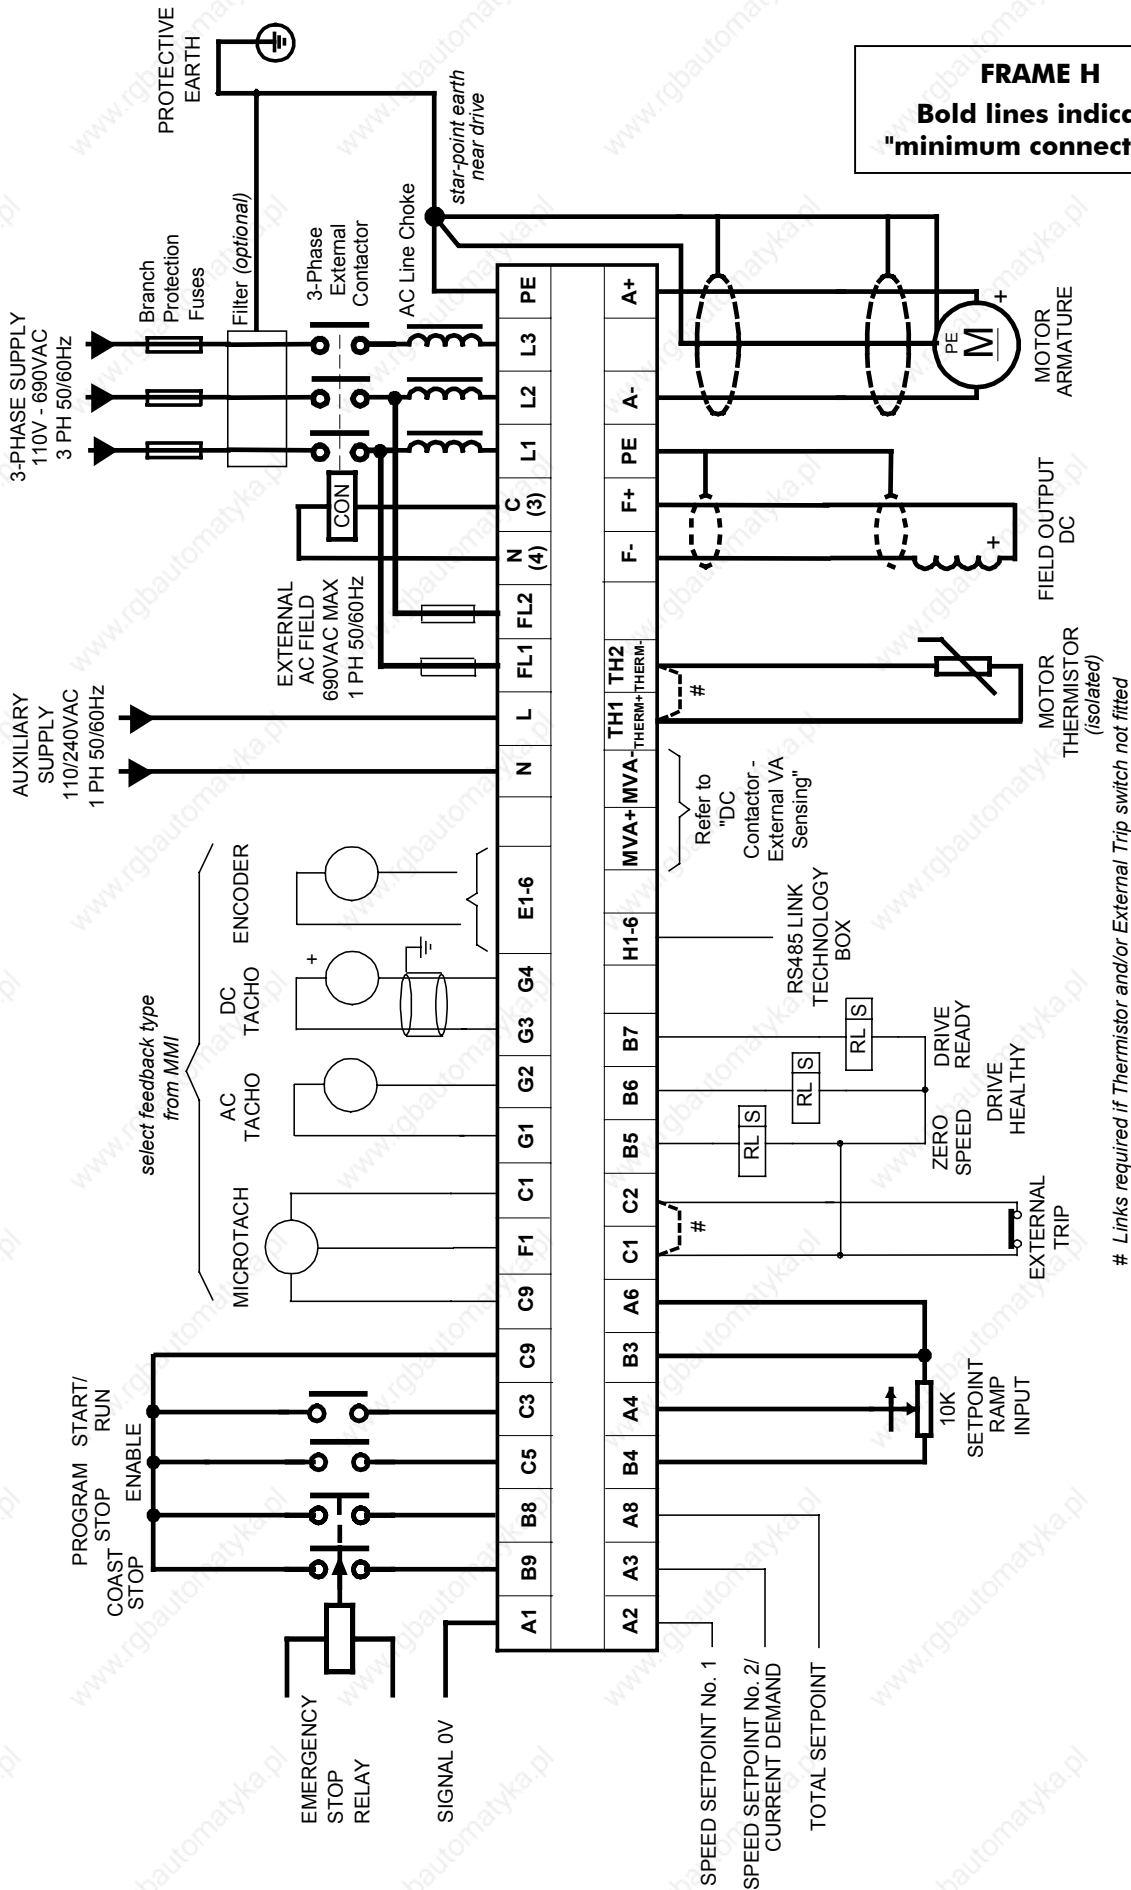 FRAME H
Bold lines indica
"minimum connect
PROTECTIVE
EARTH
star-point earth
near drive
3-PHASE SUPPLY
110V - 690VAC
3 PH 50/60Hz
Branch
Protection
Fuses
Filter (optional)
3-Phase
External
Contactor
AC Line Choke
CON
EXTERNAL
AC FIELD
690VAC MAX
1 PH 50/60Hz
AUXILIARY
SUPPLY
110/240VAC
1 PH 50/60Hz
select feedback type
from MMI
ENCODER
DC
TACHO
+
AC
TACHO
MICROTACH
START/
RUN
ENABLE
PROGRAM
STOP
COAST
STOP
EMERGENCY
STOP
RELAY
SIGNAL 0V
A1
B9
B8
C5
C3
C9
C9
F1
C1
G1
G2
G3
G4
E1-6
N
L
FL1
FL2
N
(4)
C
(3)
L1
L2
L3
PE
A2
A3
A8
B4
A4
B3
A6
C1
C2
B5
B6
B7
H1-6
MVA+
MVA-
TH1
THERM+
TH2
THERM-
F-
F+
PE
A-
A+
SPEED SETPOINT No. 1
SPEED SETPOINT No. 2/
CURRENT DEMAND
TOTAL SETPOINT
10K
SETPOINT
RAMP
INPUT
#
EXTERNAL
TRIP
RL S
RL S
RL S
ZERO
SPEED
DRIVE
HEALTHY
DRIVE
READY
RS485 LINK
TECHNOLOGY
BOX
Refer to
"DC
Contactor -
External VA
Sensing"
#
MOTOR
THERMISTOR
(isolated)
+
FIELD OUTPUT
DC
PE
M
+
MOTOR
ARMATURE
# Links required if Thermistor and/or External Trip switch not fitted
www.rgbautomatyka.pl